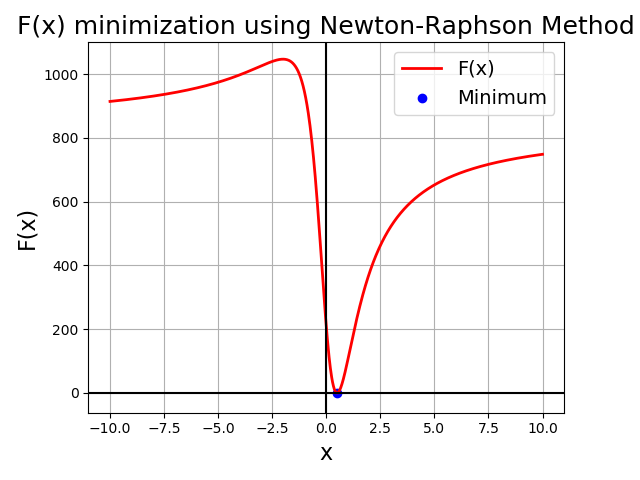 F(x) minimization using Newton-Raphson Method
F(x)
Minimum
1000
800
600
400
200
0
F(x)
−10.0 −7.5 −5.0 −2.5 0.0 2.5 5.0 7.5 10.0
x